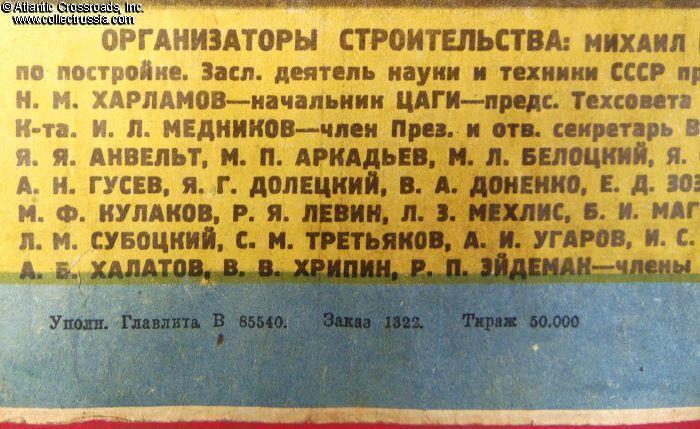 © Atlantic Crossroads, Inc.
www.collectrussia.com
ОРГАНИЗАТОРЫ СТРОИТЕЛЬСТВА: МИХАИЛ
по постройке. Засл. деятель науки и техники СССР пр
Н. М. ХАРЛАМОВ—начальник ЦАГИ—предс. Техсовета
К-та. И. Л. МЕДНИКОВ—член През. и отв. секретарь В
Я. Я. АНВЕЛЬТ, М. П. АРКАДЬЕВ, М. Л. БЕЛОЦКИЙ, Я.
А. Н. ГУСЕВ, Я. Г. ДОЛЕЦКИЙ, В. А. ДОНЕНКО, Е. Д. ЗОЗ
М. Ф. КУЛАКОВ, Р. Я. ЛЕВИН, Л. З. МЕХЛИС, Б. И. МАГ
Л. М. СУБОЦКИЙ, С. М. ТРЕТЬЯКОВ, А. И. УГАРОВ, И. С.
А. Б. ХАЛАТОВ, В. В. ХРИПИН, Р. П. ЭЙДЕМАН—члены
Уполн. Главлита В 85540. Заказ 1322. Тираж 50.000